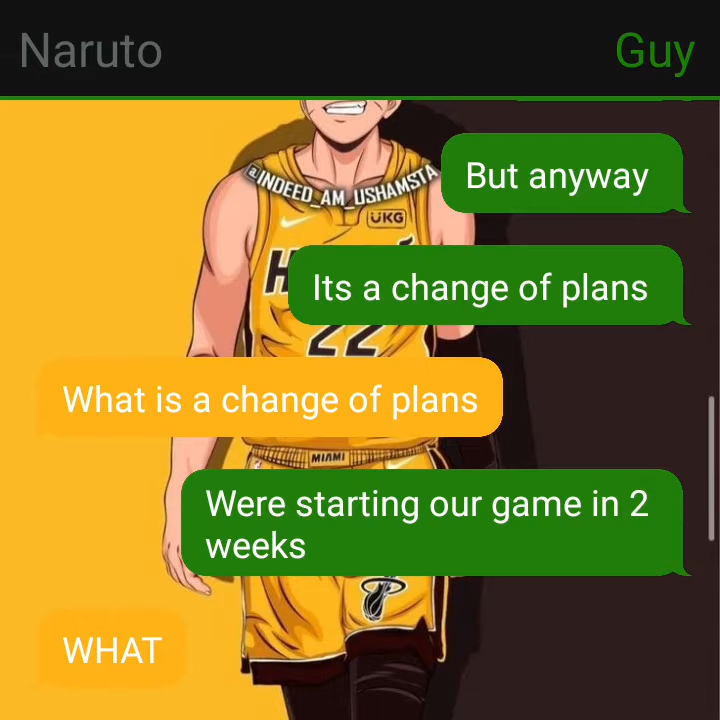 Naruto
Guy
But anyway
@INDEED_AM_USHAMSTA
UKG
Its a change of plans
H
22
What is a change of plans
MIAMI
Were starting our game in 2
weeks
WHAT